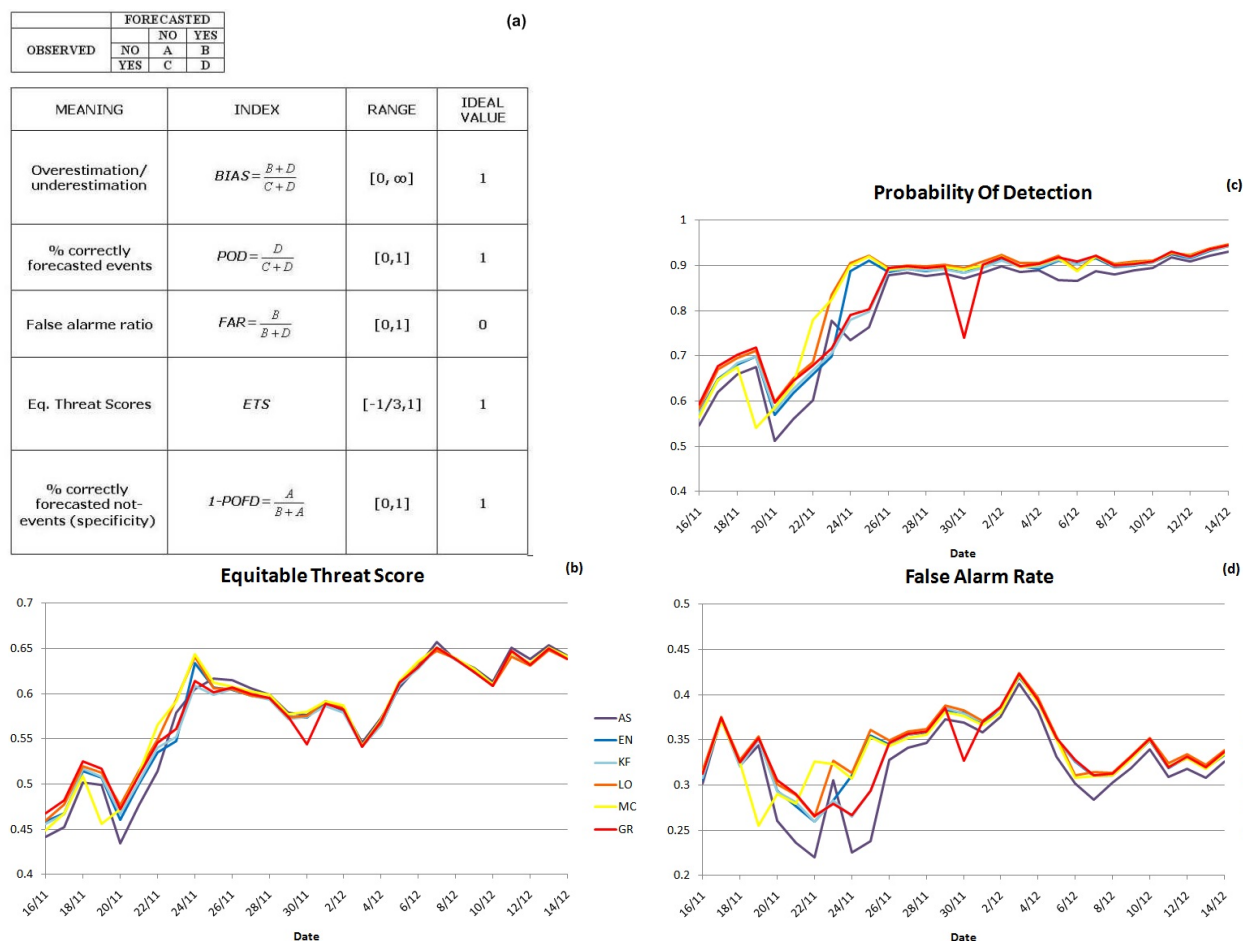 (a)
FORECASTED
NO YES
OBSERVED NO A B
YES C D
MEANING INDEX RANGE IDEAL VALUE
Overestimation/ underestimation BIAS = B + D / C + D [0, ∞] 1
% correctly forecasted events POD = D / C + D [0,1] 1
False alarme ratio FAR = B / B + D [0,1] 0
Eq. Threat Scores ETS [-1/3,1] 1
% correctly forecasted not-events (specificity) 1-POFD = A / B + A [0,1] 1
Equitable Threat Score
(b)
0.7
0.65
0.6
0.55
0.5
0.45
0.4
16/11 18/11 20/11 22/11 24/11 26/11 28/11 30/11 2/12 4/12 6/12 8/12 10/12 12/12 14/12
Date
AS
EN
KF
LO
MC
GR
Probability Of Detection
(c)
1
0.9
0.8
0.7
0.6
0.5
0.4
16/11 18/11 20/11 22/11 24/11 26/11 28/11 30/11 2/12 4/12 6/12 8/12 10/12 12/12 14/12
Date
False Alarm Rate
(d)
0.5
0.45
0.4
0.35
0.3
0.25
0.2
16/11 18/11 20/11 22/11 24/11 26/11 28/11 30/11 2/12 4/12 6/12 8/12 10/12 12/12 14/12
Date